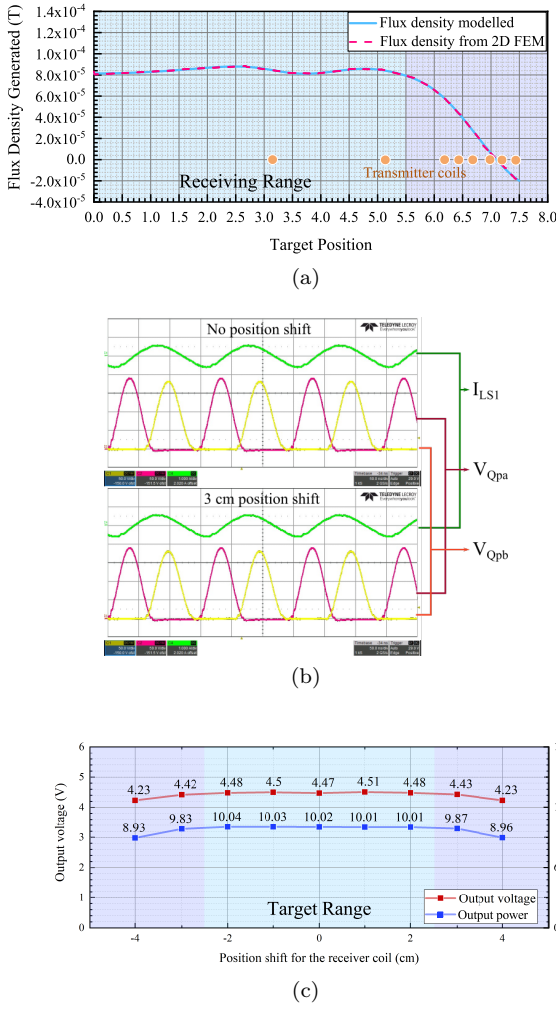 Flux Density Generated (T)
1.4x10⁻⁴
1.2x10⁻⁴
1.0x10⁻⁴
8.0x10⁻⁵
6.0x10⁻⁵
4.0x10⁻⁵
2.0x10⁻⁵
0.0
-2.0x10⁻⁵
-4.0x10⁻⁵
Flux density modelled
Flux density from 2D FEM
Transmitter coils
Receiving Range
0.0 0.5 1.0 1.5 2.0 2.5 3.0 3.5 4.0 4.5 5.0 5.5 6.0 6.5 7.0 7.5 8.0
Target Position
(a)
No position shift
TELEDYNE LECROY
I_LS1
V_Qpa
3 cm position shift
TELEDYNE LECROY
V_Qpb
(b)
Output voltage (V)
6
5
4
3
2
1
0
4.23 4.42 4.48 4.5 4.47 4.51 4.48 4.43 4.23
8.93 9.83 10.04 10.03 10.02 10.01 10.01 9.87 8.96
Target Range
Output voltage
Output power
-4 -2 0 2 4
Position shift for the receiver coil (cm)
(c)